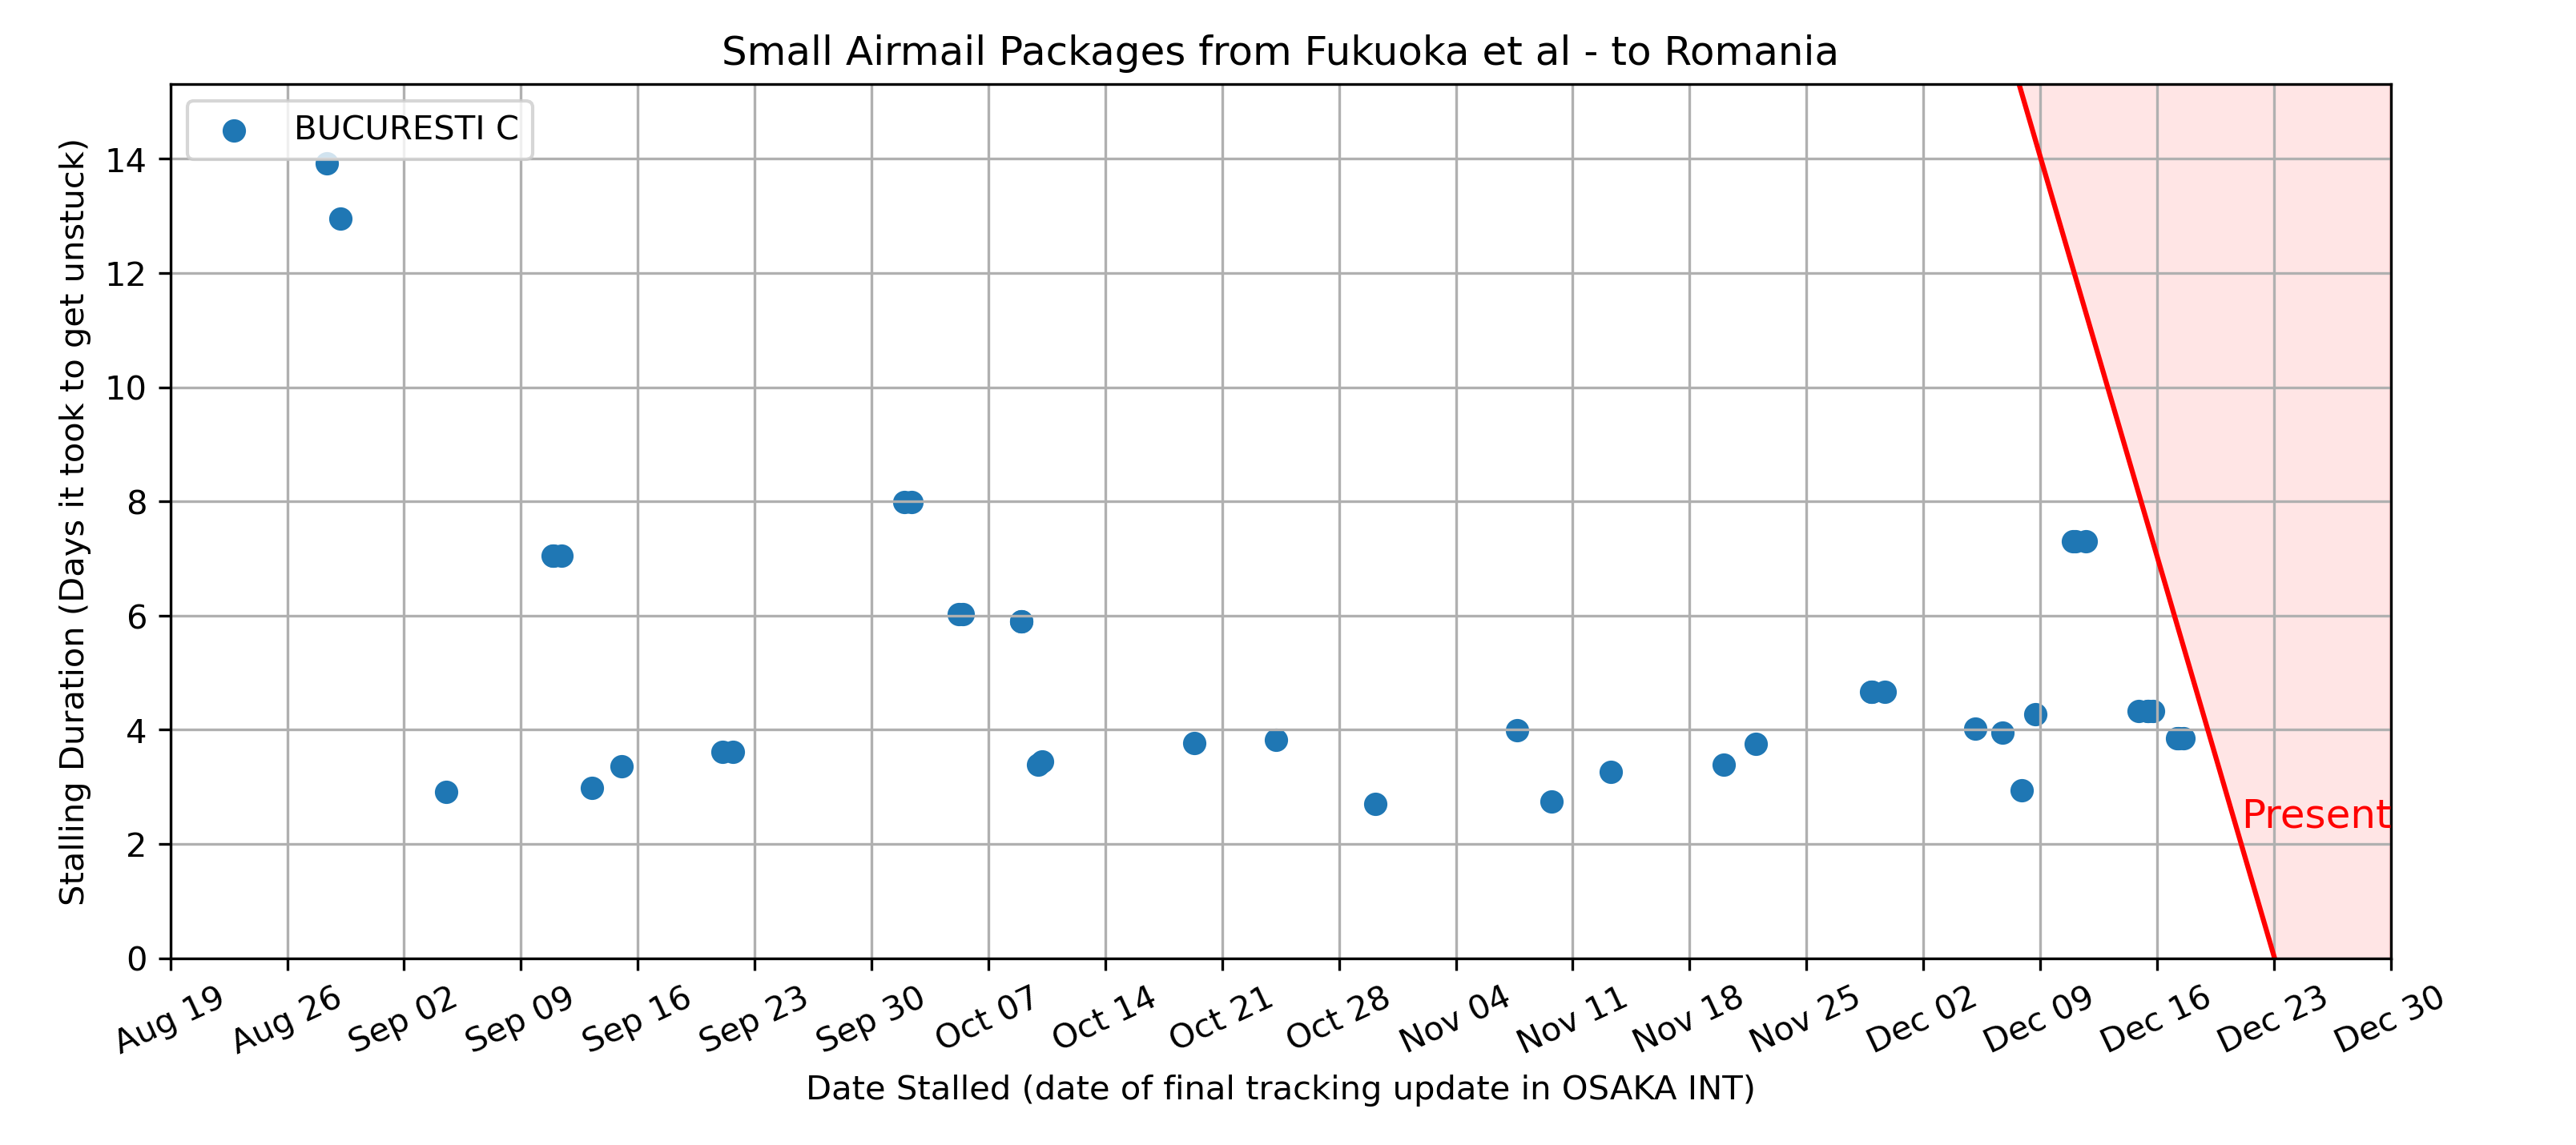 Small Airmail Packages from Fukuoka et al - to Romania
BUCURESTI C
Stalling Duration (Days it took to get unstuck)
14
12
10
8
6
4
2
0
Present
Aug 19
Aug 26
Sep 02
Sep 09
Sep 16
Sep 23
Sep 30
Oct 07
Oct 14
Oct 21
Oct 28
Nov 04
Nov 11
Nov 18
Nov 25
Dec 02
Dec 09
Dec 16
Dec 23
Dec 30
Date Stalled (date of final tracking update in OSAKA INT)